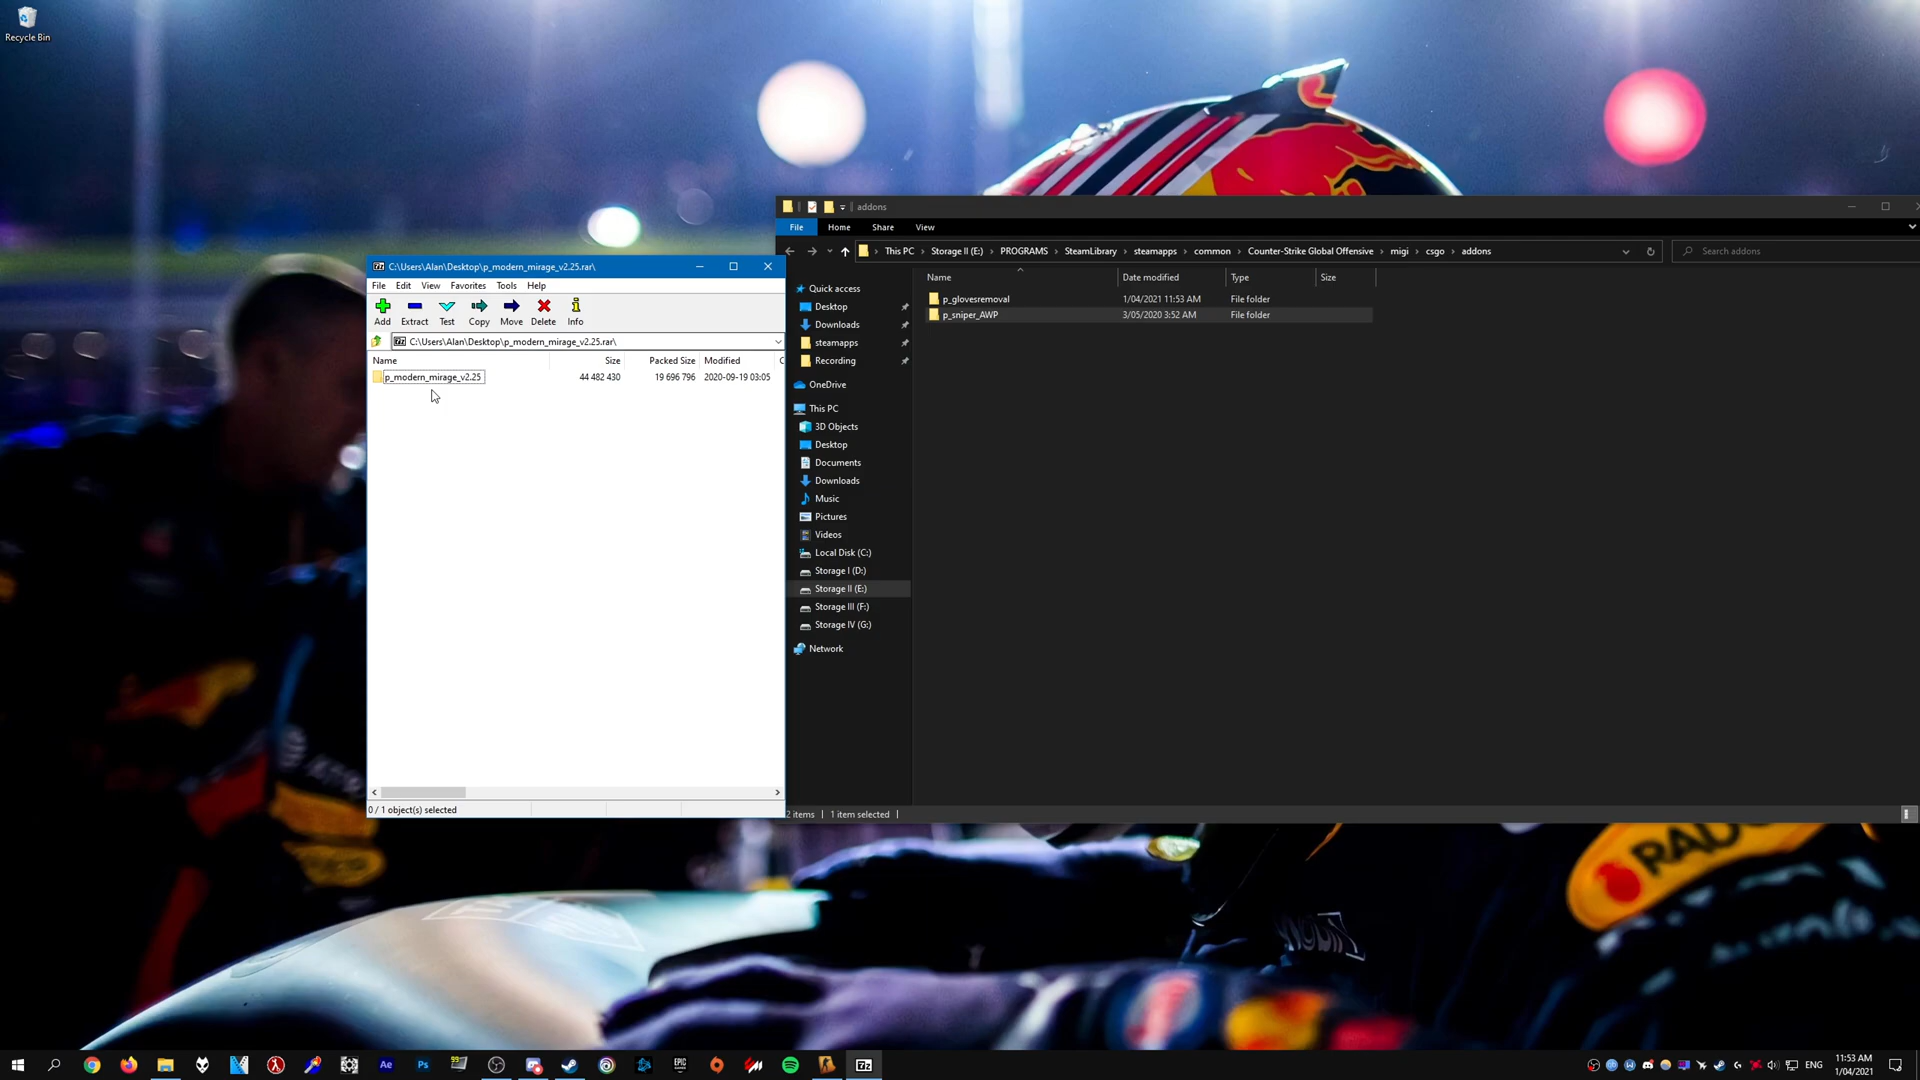 Recycle Bin
addons
File Home Share View
This PC Storage II (E:) PROGRAMS SteamLibrary steamapps common Counter-Strike Global Offensive migi csgo addons
Search addons
Name Date modified Type Size
p_glovesremoval 1/04/2021 11:53 AM File folder
p_sniper_AWP 3/05/2020 3:52 AM File folder
Quick access
Desktop
Downloads
steamapps
Recording
OneDrive
This PC
3D Objects
Desktop
Documents
Downloads
Music
Pictures
Videos
Local Disk (C:)
Storage I (D:)
Storage II (E:)
Storage III (F:)
Storage IV (G:)
Network
2 items 1 item selected
7z C:\Users\Alan\Desktop\p_modern_mirage_v2.25.rar\
File Edit View Favorites Tools Help
Add Extract Test Copy Move Delete Info
7z C:\Users\Alan\Desktop\p_modern_mirage_v2.25.rar\
Name Size Packed Size Modified C
p_modern_mirage_v2.25 44 482 430 19 696 796 2020-09-19 03:05
0 / 1 object(s) selected
Ae Ps 99 EPIC 7z
ENG
11:53 AM
1/04/2021